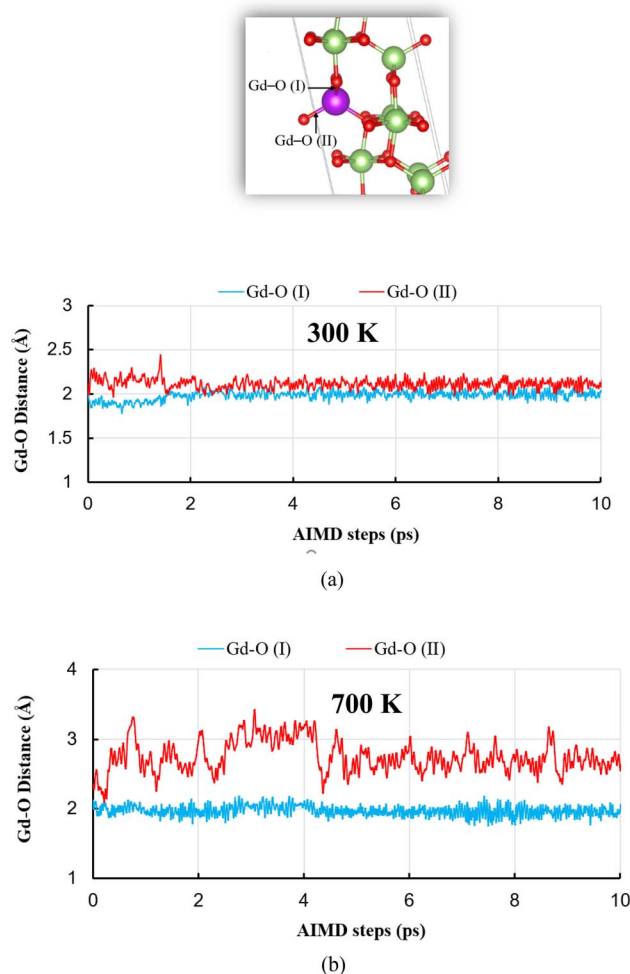 Gd–O (I)
Gd–O (II)
Gd-O (I) Gd-O (II)
300 K
3
2.5
2
1.5
1
0 2 4 6 8 10
Gd-O Distance (Å)
AIMD steps (ps)
(a)
Gd-O (I) Gd-O (II)
700 K
4
3
2
1
0 2 4 6 8 10
Gd-O Distance (Å)
AIMD steps (ps)
(b)